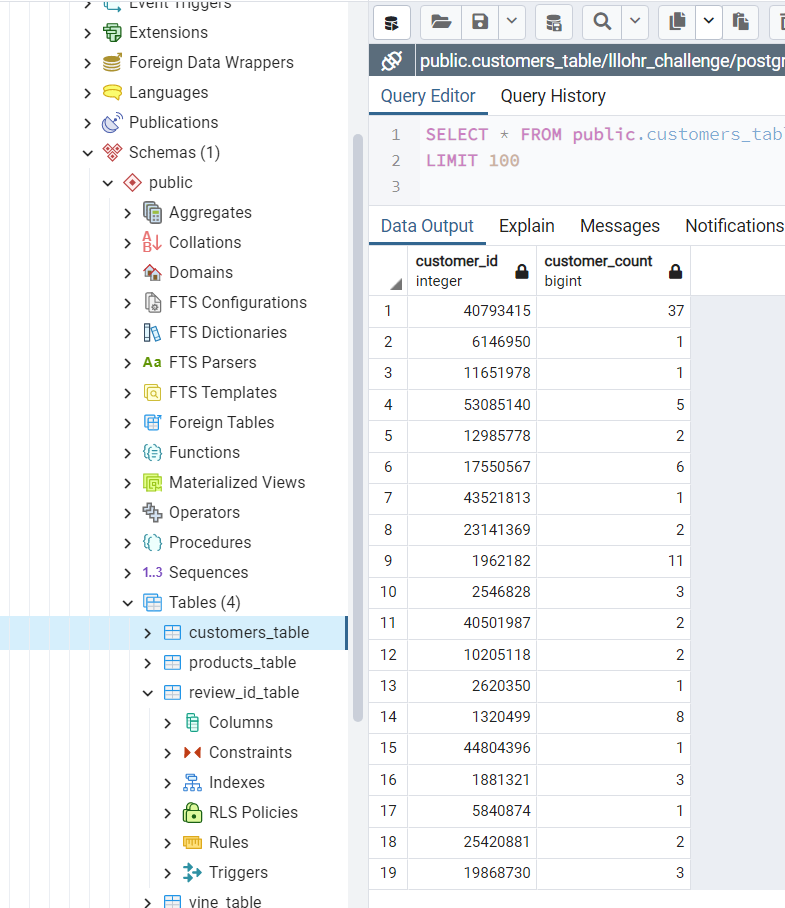 Event Triggers
Extensions
Foreign Data Wrappers
Languages
Publications
Schemas (1)
public
Aggregates
Collations
Domains
FTS Configurations
FTS Dictionaries
Aa FTS Parsers
FTS Templates
Foreign Tables
Functions
Materialized Views
Operators
Procedures
1..3 Sequences
Tables (4)
customers_table
products_table
review_id_table
Columns
Constraints
Indexes
RLS Policies
Rules
Triggers
vine_table
public.customers_table/lllohr_challenge/postgr
Query Editor Query History
1 SELECT * FROM public.customers_tabl
2 LIMIT 100
3
Data Output Explain Messages Notifications
customer_id customer_count
integer bigint
1 40793415 37
2 6146950 1
3 11651978 1
4 53085140 5
5 12985778 2
6 17550567 6
7 43521813 1
8 23141369 2
9 1962182 11
10 2546828 3
11 40501987 2
12 10205118 2
13 2620350 1
14 1320499 8
15 44804396 1
16 1881321 3
17 5840874 1
18 25420881 2
19 19868730 3